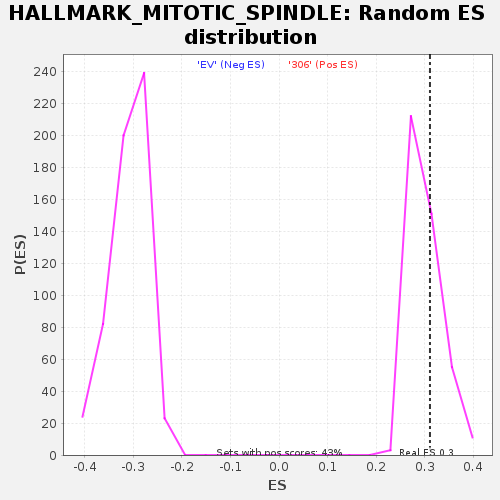 HALLMARK_MITOTIC_SPINDLE: Random ES
distribution
'EV' (Neg ES) '306' (Pos ES)
P(ES)
240
220
200
180
160
140
120
100
80
60
40
20
0
Sets with pos scores: 43% Real ES 0.3
-0.4 -0.3 -0.2 -0.1 0.0 0.1 0.2 0.3 0.4
ES